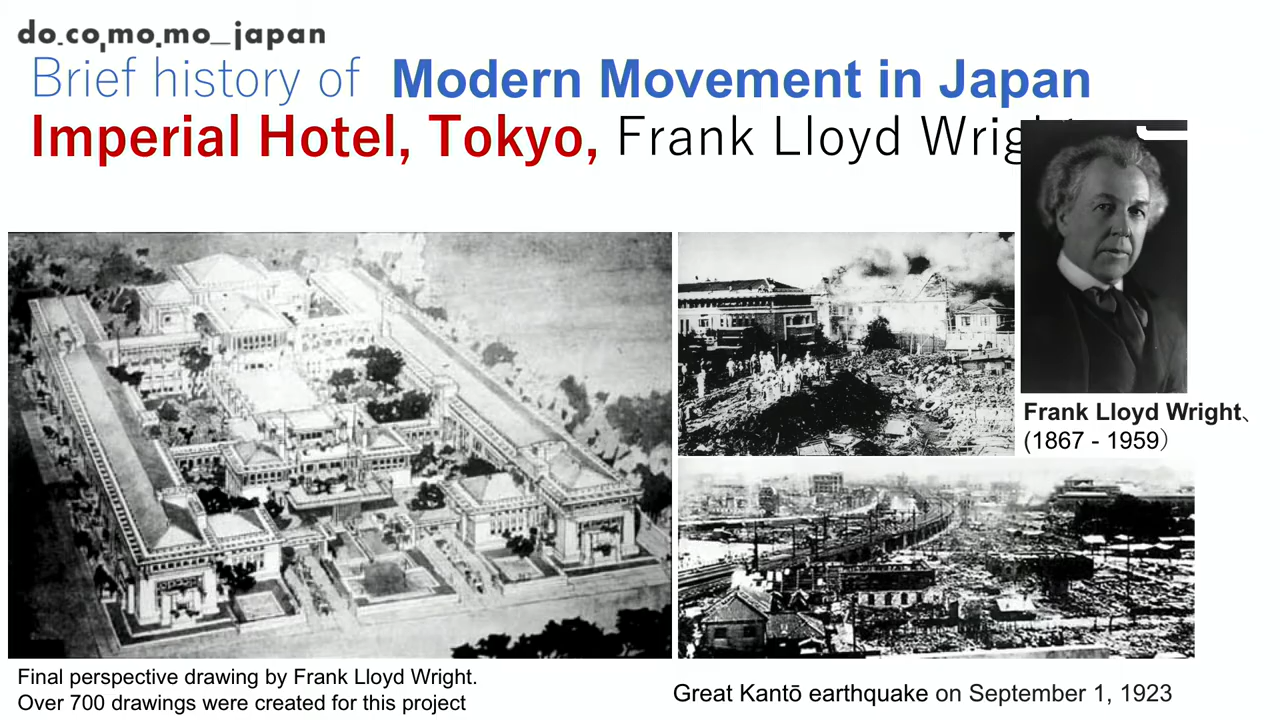 do.co,mo.mo_japan
Brief history of Modern Movement in Japan
Imperial Hotel, Tokyo, Frank Lloyd Wright
Frank Lloyd Wright、
(1867 - 1959）
Final perspective drawing by Frank Lloyd Wright.
Over 700 drawings were created for this project
Great Kantō earthquake on September 1, 1923